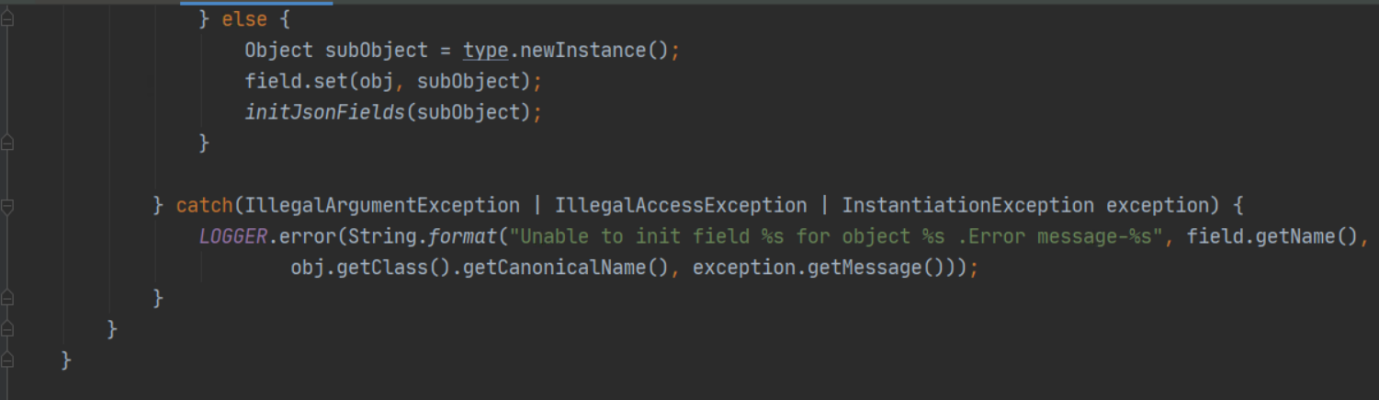 } else {
Object subObject = type.newInstance();
field.set(obj, subObject);
initJsonFields(subObject);
}
} catch(IllegalArgumentException | IllegalAccessException | InstantiationException exception) {
LOGGER.error(String.format("Unable to init field %s for object %s .Error message-%s", field.getName(),
obj.getClass().getCanonicalName(), exception.getMessage()));
}
}
}